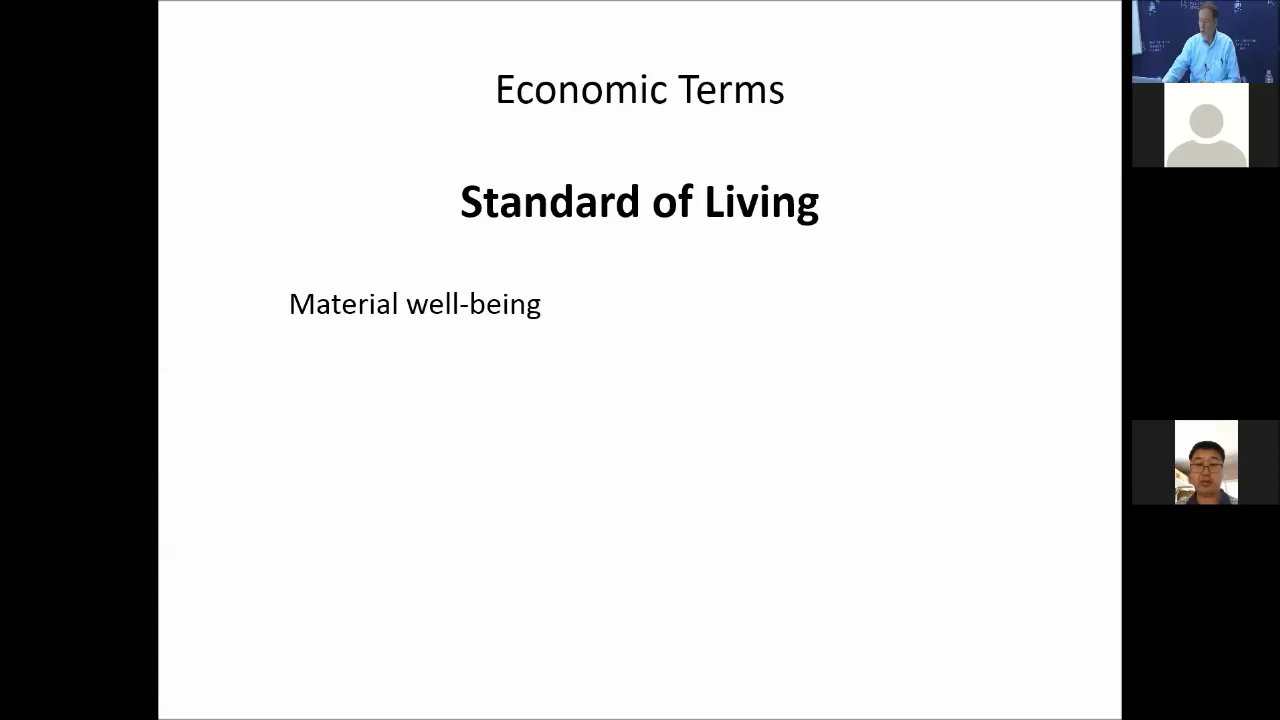 Economic Terms
Standard of Living
Material well-being